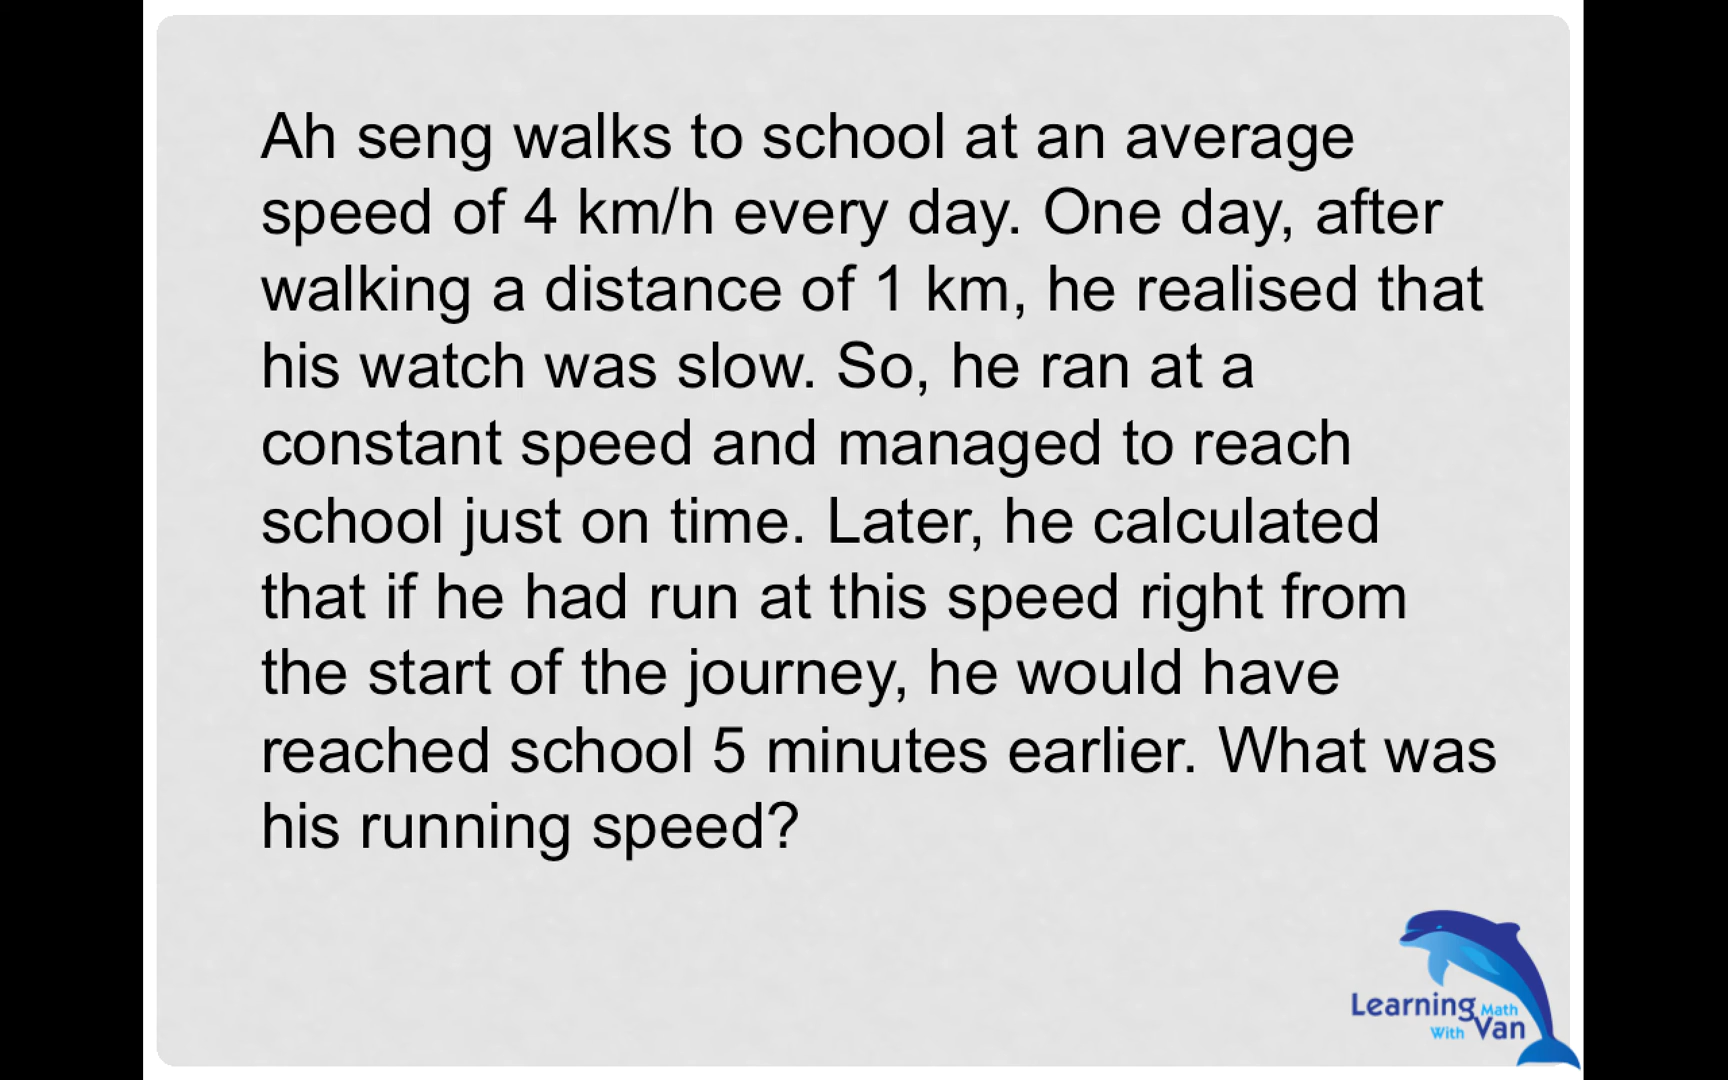 Ah seng walks to school at an average
speed of 4 km/h every day. One day, after
walking a distance of 1 km, he realised that
his watch was slow. So, he ran at a
constant speed and managed to reach
school just on time. Later, he calculated
that if he had run at this speed right from
the start of the journey, he would have
reached school 5 minutes earlier. What was
his running speed?
Learning Math
With Van